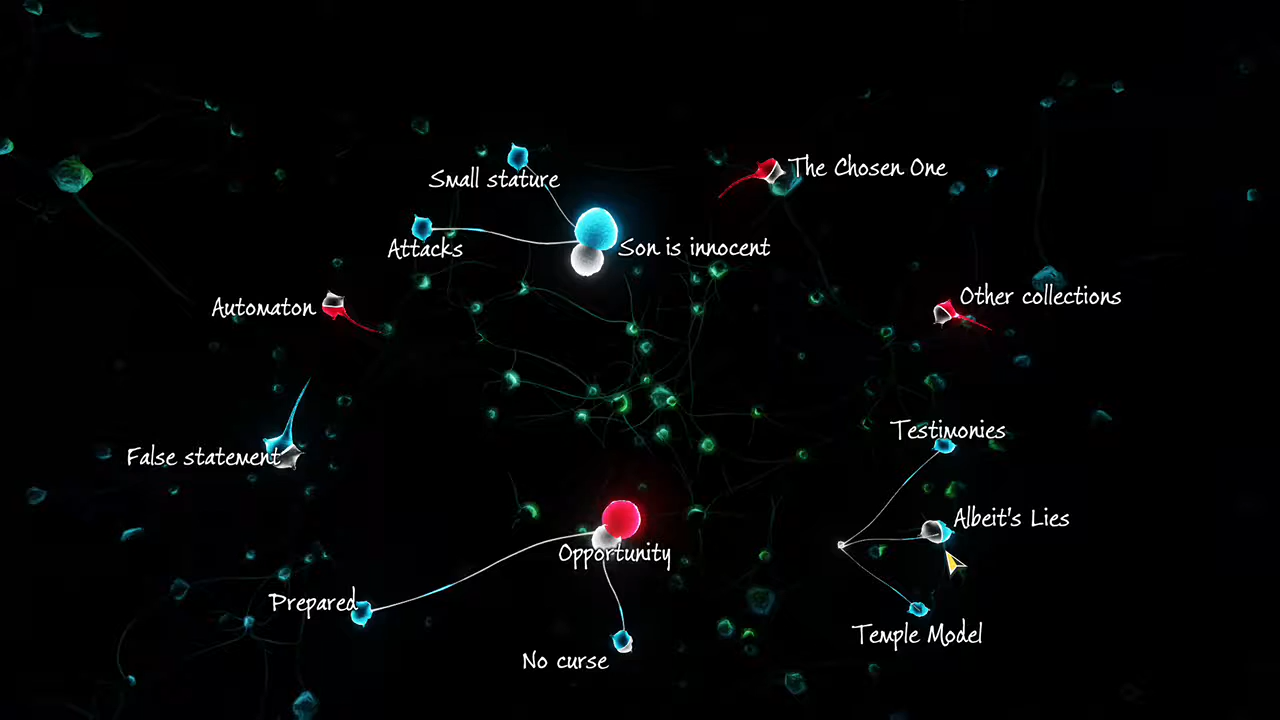 Small stature
The Chosen One
Attacks
Son is innocent
Automaton
Other collections
False statement
Testimonies
Albeit's Lies
Opportunity
Prepared
Temple Model
No curse